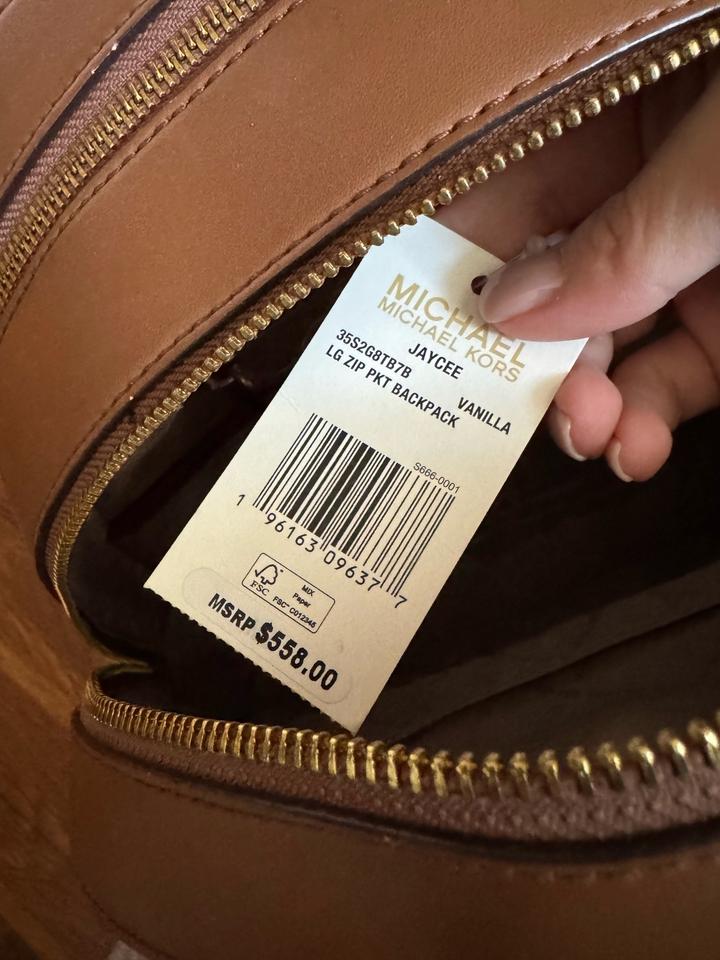 MICHAEL
MICHAEL KORS
JAYCEE
35S2G8TB7B VANILLA
LG ZIP PKT BACKPACK
S666-0001
1 96163 09637 7
FSC
MIX
Paper
FSC™ C012345
MSRP $558.00